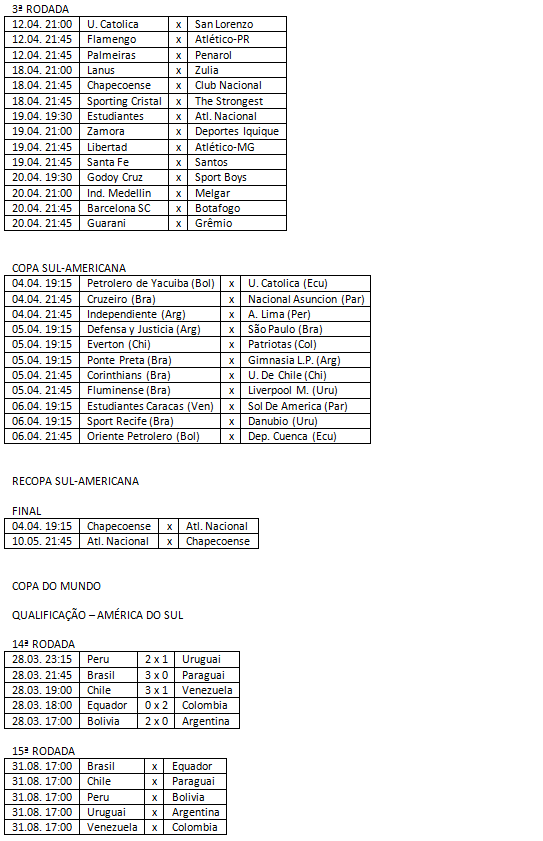 3ª RODADA
12.04. 21:00 U. Catolica x San Lorenzo
12.04. 21:45 Flamengo x Atlético-PR
12.04. 21:45 Palmeiras x Penarol
18.04. 21:00 Lanus x Zulia
18.04. 21:45 Chapecoense x Club Nacional
18.04. 21:45 Sporting Cristal x The Strongest
19.04. 19:30 Estudiantes x Atl. Nacional
19.04. 21:00 Zamora x Deportes Iquique
19.04. 21:45 Libertad x Atlético-MG
19.04. 21:45 Santa Fe x Santos
20.04. 19:30 Godoy Cruz x Sport Boys
20.04. 21:00 Ind. Medellin x Melgar
20.04. 21:45 Barcelona SC x Botafogo
20.04. 21:45 Guarani x Grêmio
COPA SUL-AMERICANA
04.04. 19:15 Petrolero de Yacuiba (Bol) x U. Catolica (Ecu)
04.04. 21:45 Cruzeiro (Bra) x Nacional Asuncion (Par)
04.04. 21:45 Independiente (Arg) x A. Lima (Per)
05.04. 19:15 Defensa y Justicia (Arg) x São Paulo (Bra)
05.04. 19:15 Everton (Chi) x Patriotas (Col)
05.04. 19:15 Ponte Preta (Bra) x Gimnasia L.P. (Arg)
05.04. 21:45 Corinthians (Bra) x U. De Chile (Chi)
05.04. 21:45 Fluminense (Bra) x Liverpool M. (Uru)
06.04. 19:15 Estudiantes Caracas (Ven) x Sol De America (Par)
06.04. 19:15 Sport Recife (Bra) x Danubio (Uru)
06.04. 21:45 Oriente Petrolero (Bol) x Dep. Cuenca (Ecu)
RECOPA SUL-AMERICANA
FINAL
04.04. 19:15 Chapecoense x Atl. Nacional
10.05. 21:45 Atl. Nacional x Chapecoense
COPA DO MUNDO
QUALIFICAÇÃO – AMÉRICA DO SUL
14ª RODADA
28.03. 23:15 Peru 2 x 1 Uruguai
28.03. 21:45 Brasil 3 x 0 Paraguai
28.03. 19:00 Chile 3 x 1 Venezuela
28.03. 18:00 Equador 0 x 2 Colombia
28.03. 17:00 Bolivia 2 x 0 Argentina
15ª RODADA
31.08. 17:00 Brasil x Equador
31.08. 17:00 Chile x Paraguai
31.08. 17:00 Peru x Bolivia
31.08. 17:00 Uruguai x Argentina
31.08. 17:00 Venezuela x Colombia